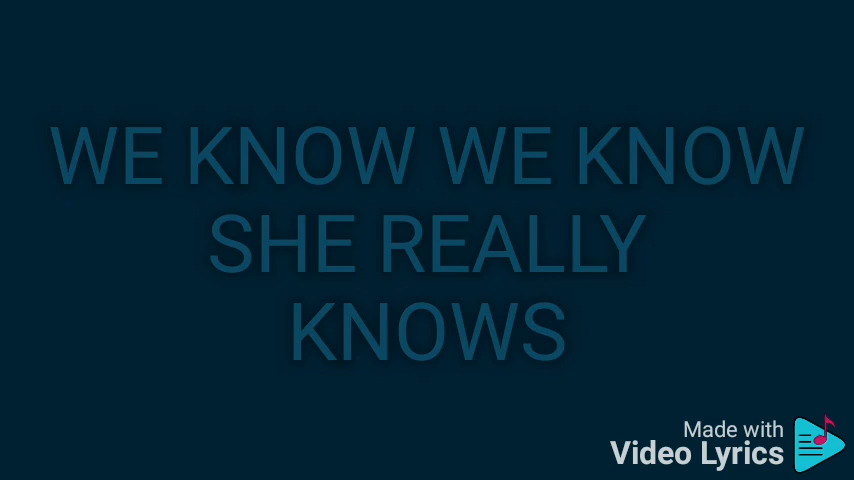 WE KNOW WE KNOW
SHE REALLY
KNOWS
Made with
Video Lyrics